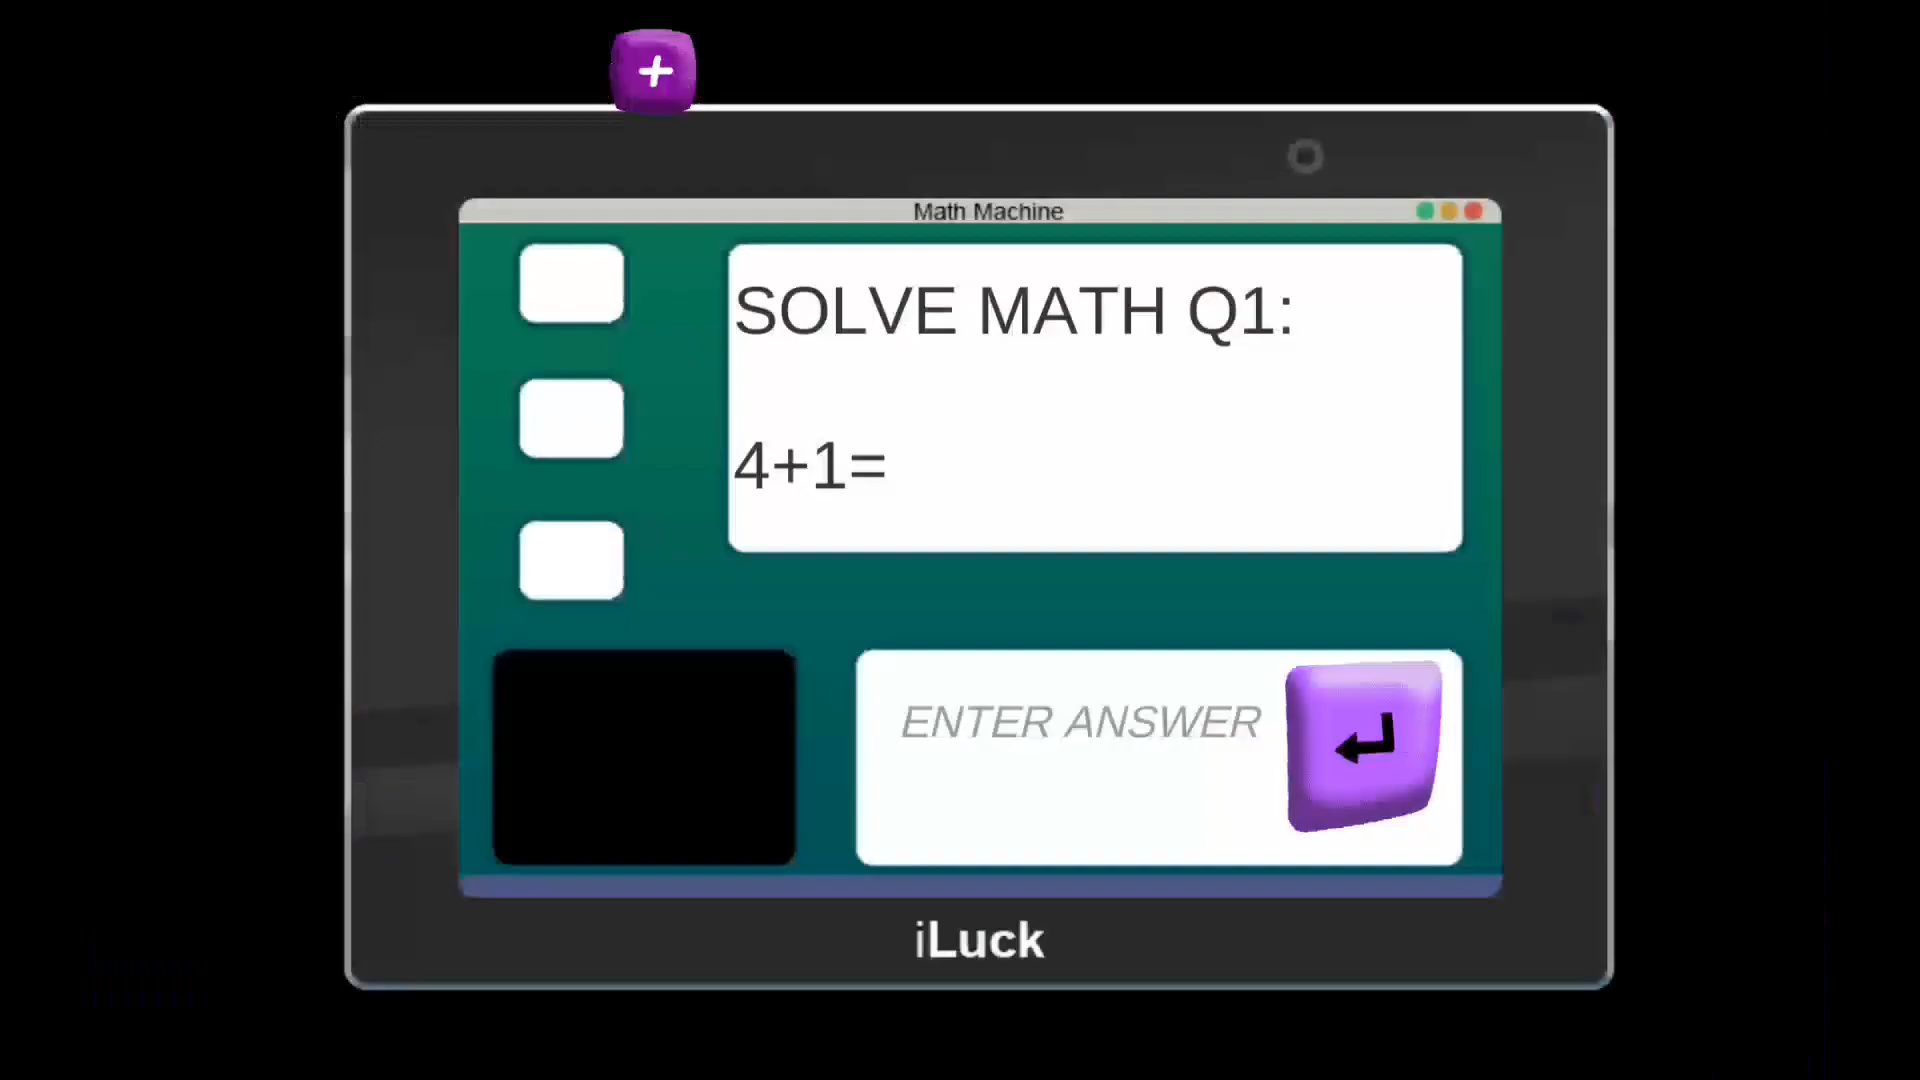 +
Math Machine
SOLVE MATH Q1:
4+1=
ENTER ANSWER
iLuck